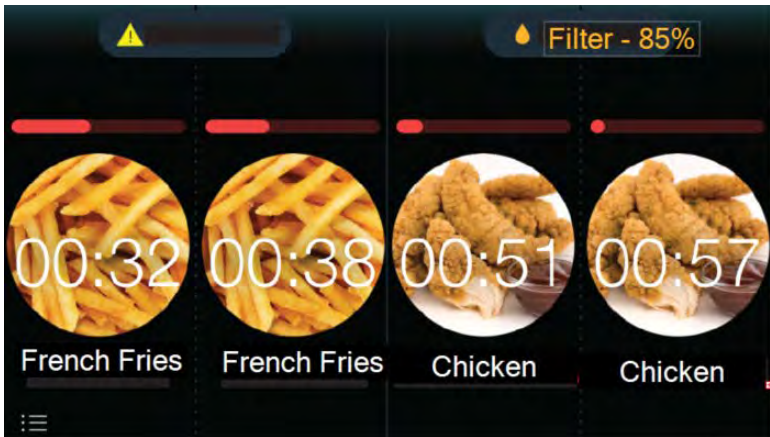 Filter - 85%
00:32
00:38
00:51
00:57
French Fries
French Fries
Chicken
Chicken